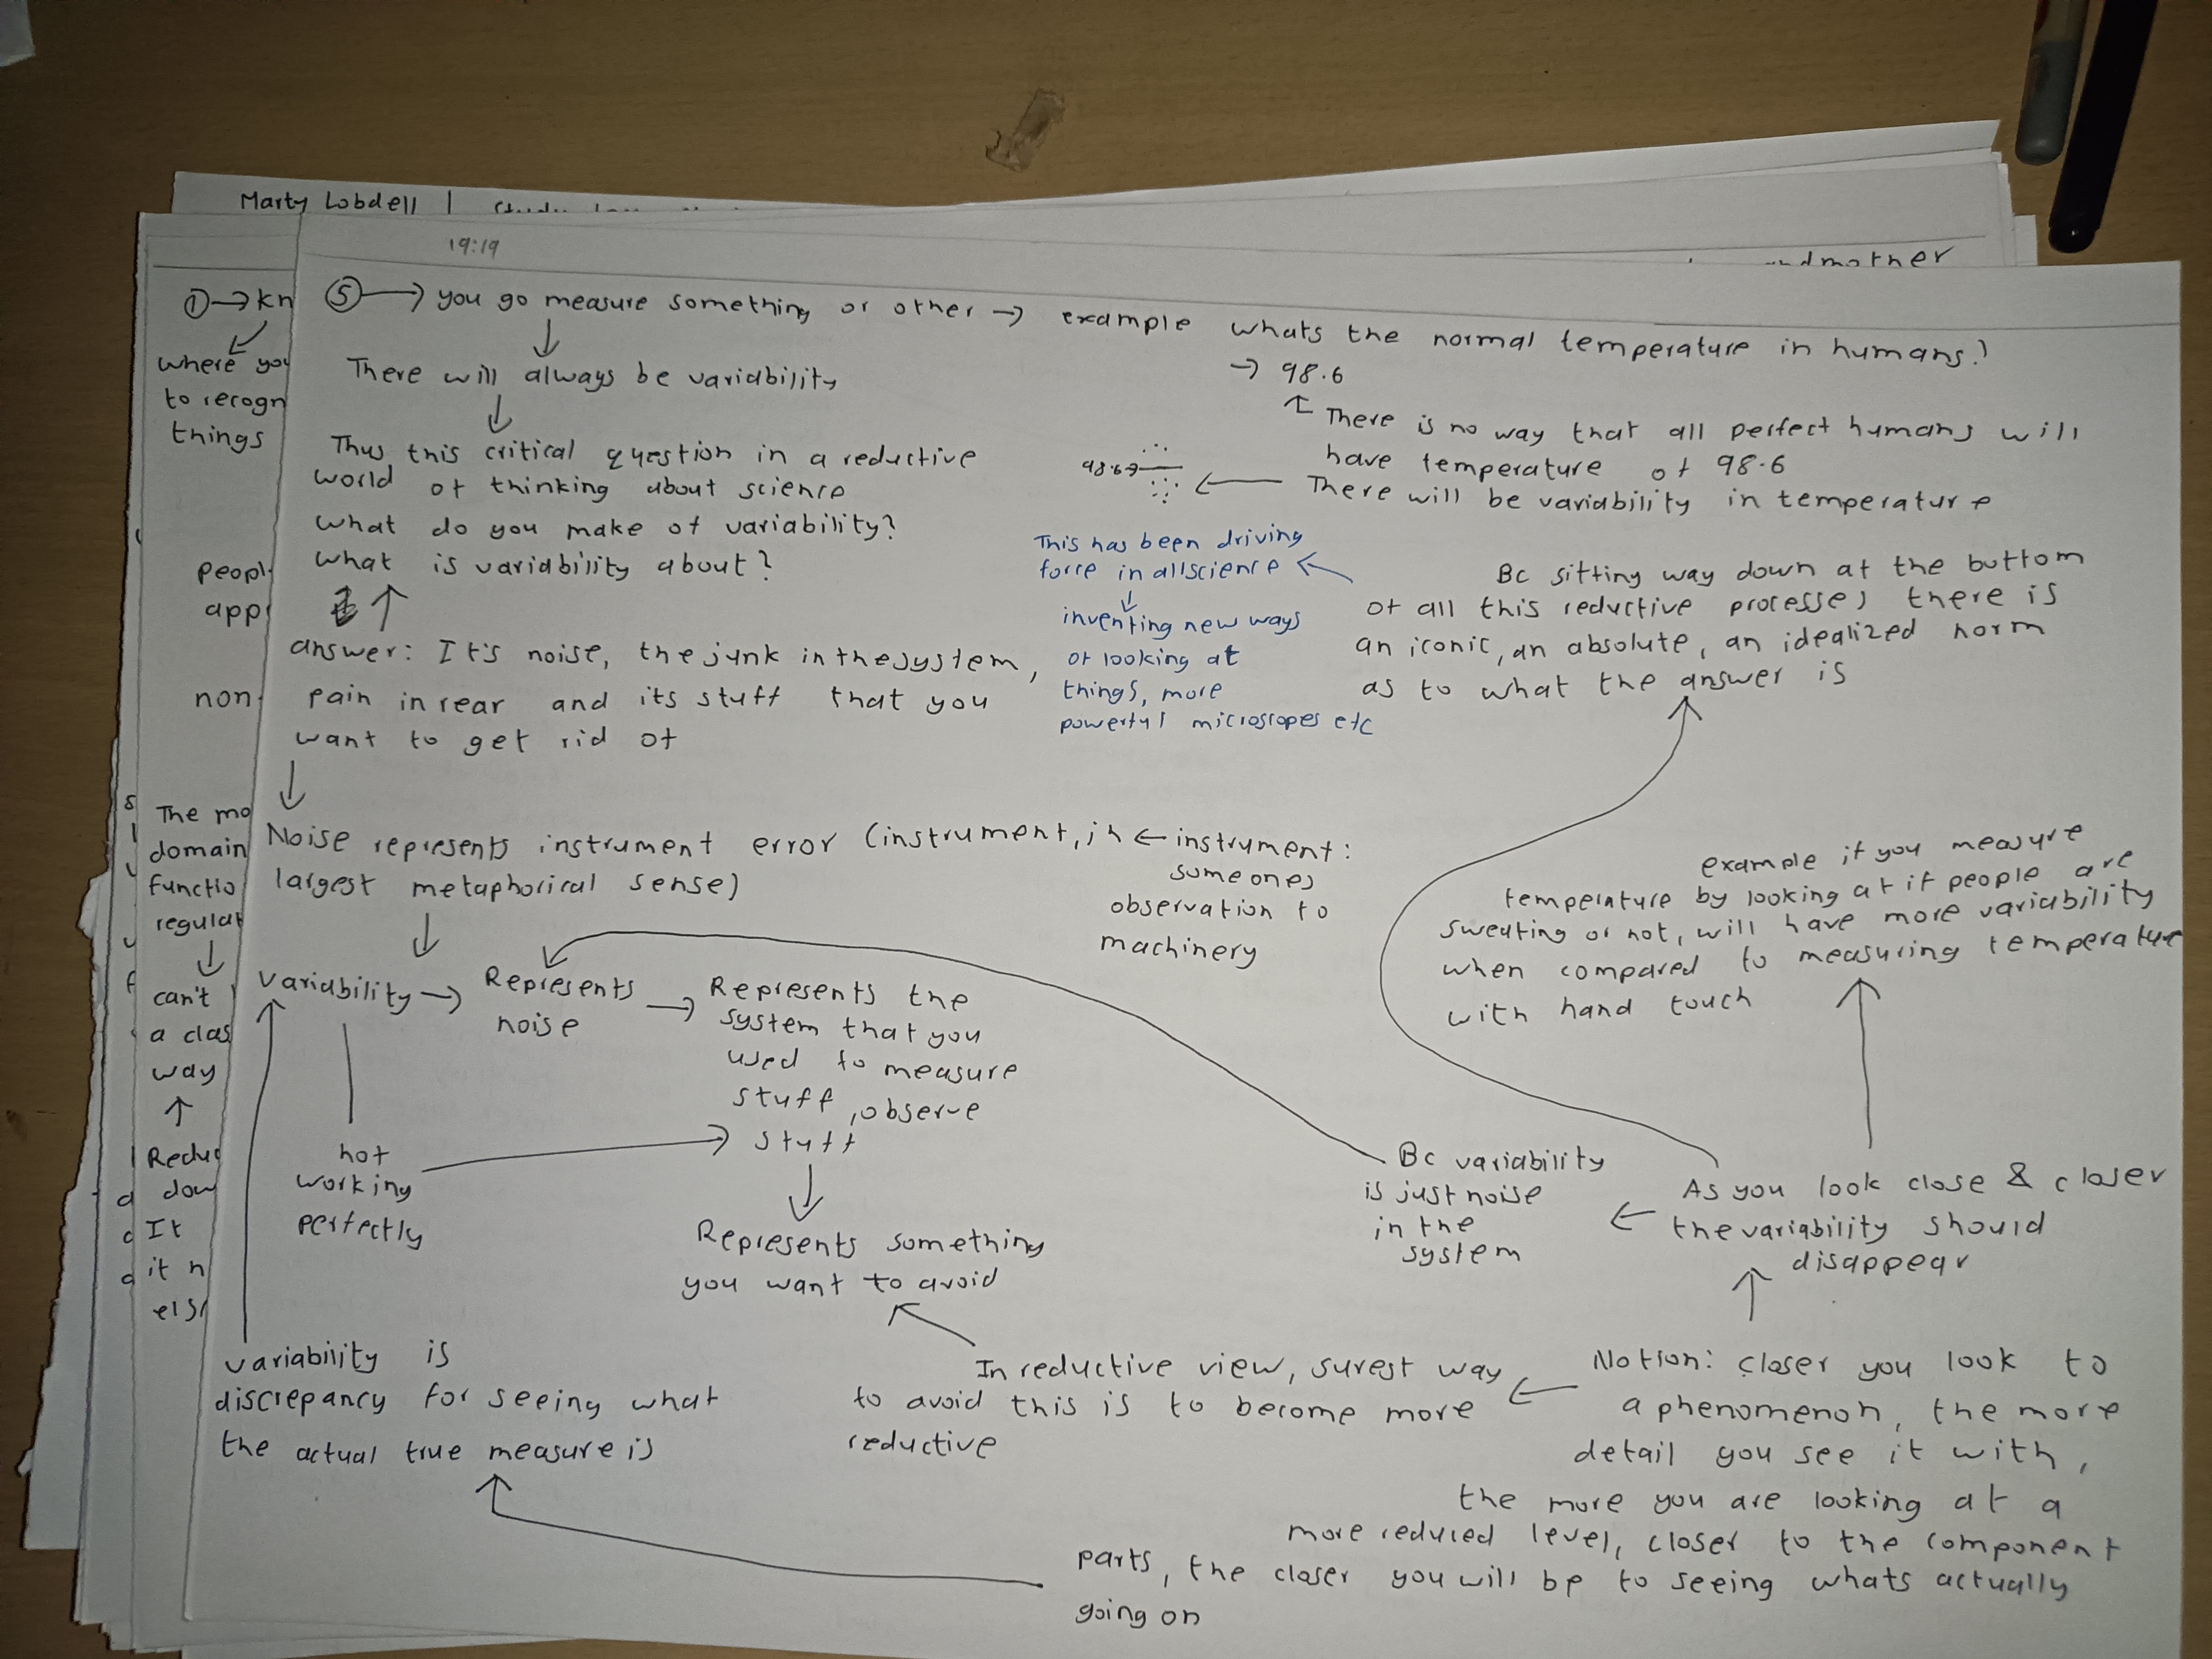 Marty Lobdell |
ndmother
19:19
① → kn
where you
to recogn
things
peopl
app
non
The mo
domain
functio
regulat
can't
a clas
way
Reduc
dow
It
it n
els
⑤ → you go measure something or other → example whats the normal temperature in humans?
→ 98.6
There is no way that all perfect humans will
have temperature of 98.6
There will be variability in temperature
98.6→
There will always be variability
Thus this critical question in a reductive
world of thinking about science
what do you make of variability?
what is variability about?
answer: It's noise, the junk in the system,
pain in rear and its stuff that you
want to get rid of
This has been driving
force in all science
inventing new ways
of looking at
things, more
powerful microscopes etc
Bc sitting way down at the bottom
of all this reductive processes there is
an iconic, an absolute, an idealized norm
as to what the answer is
Noise represents instrument error (instrument, in
largest metaphorical sense)
← instrument:
someones
observation to
machinery
example if you measure
temperature by looking at if people are
sweating or not, will have more variability
when compared to measuring temperature
with hand touch
variability →
Represents
noise
→ Represents the
system that you
used to measure
stuff, observe
stuff
not
working
perfectly
Represents something
you want to avoid
Bc variability
is just noise
in the
system
As you look close & closer
← the variability should
disappear
variability is
discrepancy for seeing what
the actual true measure is
In reductive view, surest way
to avoid this is to become more
reductive
← Notion: closer you look to
a phenomenon, the more
detail you see it with,
the more you are looking at a
more reduced level, closer to the component
parts, the closer you will be to seeing whats actually
going on